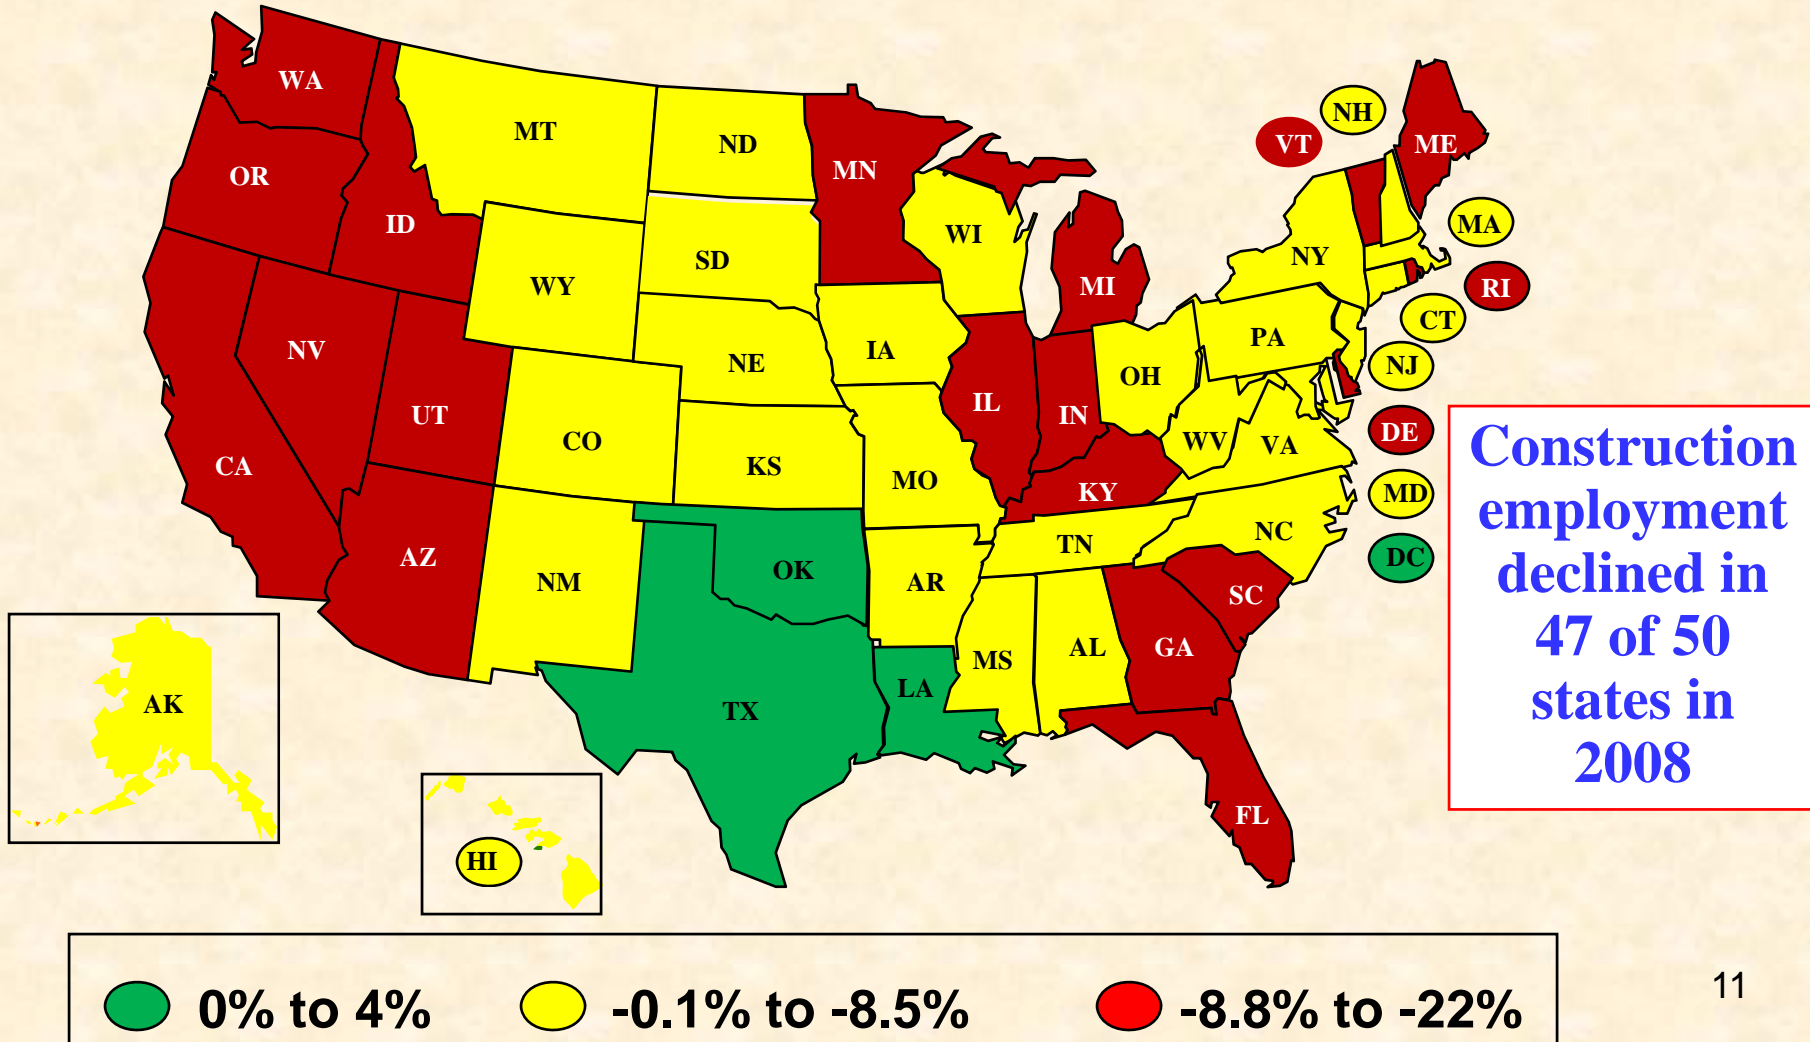 WA
MT
ND
MN
OR
ID
SD
WI
WY
NV
UT
CA
NE
IA
CO
KS
MO
IL
IN
MI
OH
KY
WV
VA
PA
NY
VT
NH
ME
MA
RI
CT
NJ
DE
MD
DC
AZ
NM
OK
AR
TN
NC
SC
TX
LA
MS
AL
GA
FL
AK
HI
Construction
employment
declined in
47 of 50
states in
2008
0% to 4%
-0.1% to -8.5%
-8.8% to -22%
11